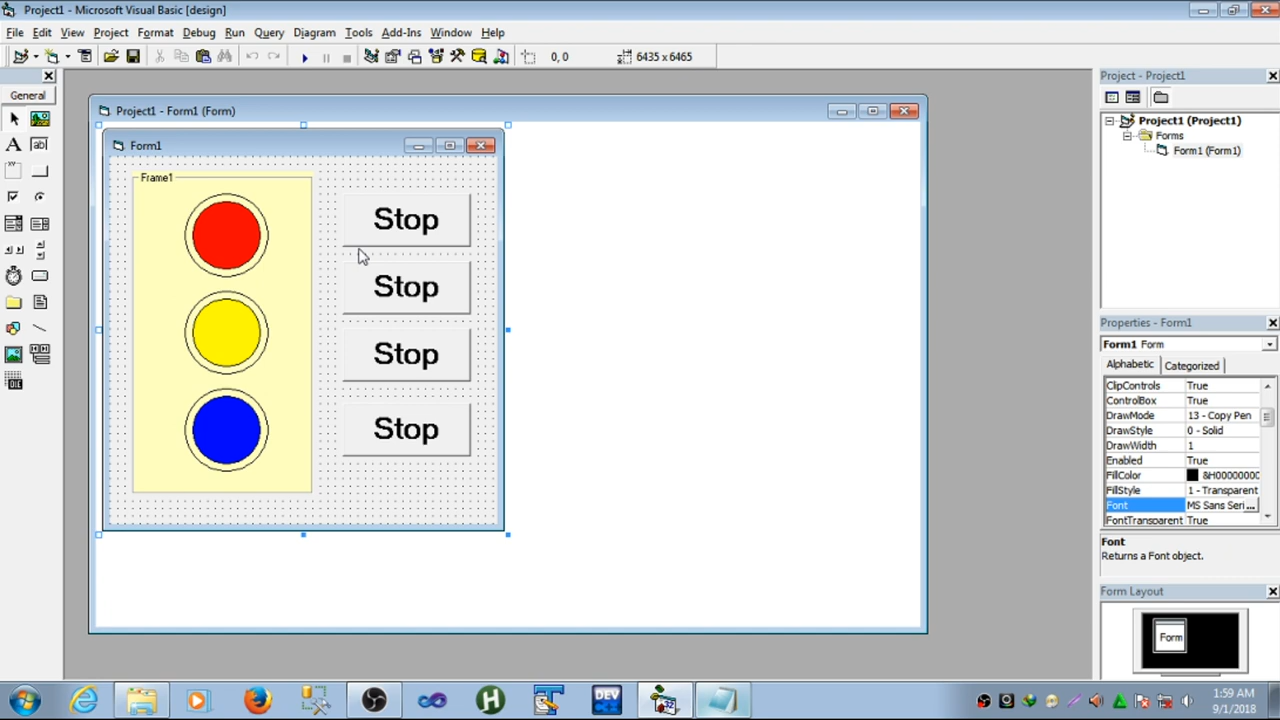 Project1 - Microsoft Visual Basic [design]
File Edit View Project Format Debug Run Query Diagram Tools Add-Ins Window Help
0, 0 6435 x 6465
General
A ab
Project1 - Form1 (Form)
Form1
Frame1
Stop
Stop
Stop
Stop
Project - Project1
Project1 (Project1)
Forms
Form1 (Form1)
Properties - Form1
Form1 Form
Alphabetic Categorized
ClipControls True
ControlBox True
DrawMode 13 - Copy Pen
DrawStyle 0 - Solid
DrawWidth 1
Enabled True
FillColor &H0000000C
FillStyle 1 - Transparent
Font MS Sans Seri ...
FontTransparent True
Font
Returns a Font object.
Form Layout
Form
DEV
1:59 AM
9/1/2018